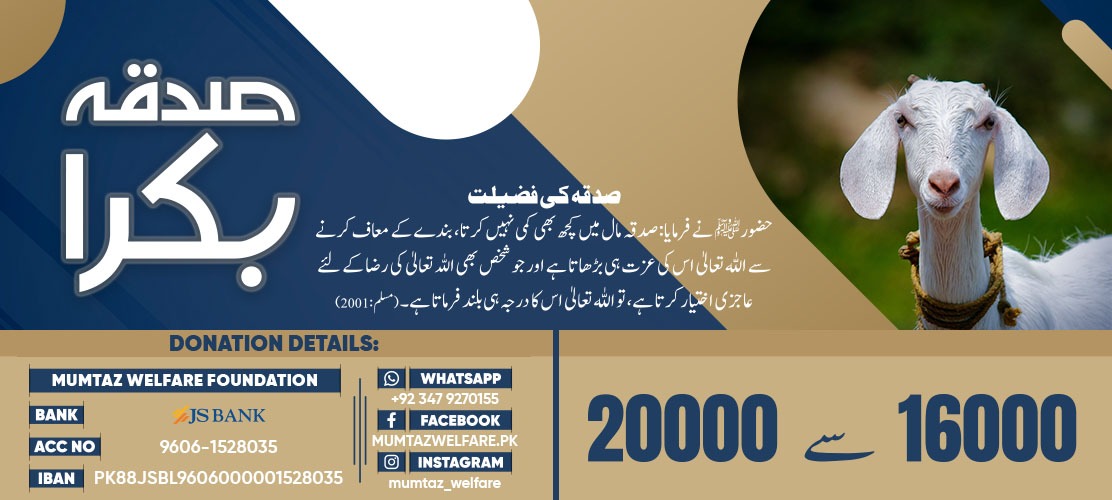 صدقہ
بکرا
صدقہ کی فضیلت
حضور ﷺ نے فرمایا: صدقہ مال میں کچھ بھی کمی نہیں کرتا، بندے کے معاف کرنے
سے اللہ تعالیٰ اس کی عزت ہی بڑھاتا ہے اور جو شخص بھی اللہ تعالیٰ کی رضا کے لئے
عاجزی اختیار کرتا ہے، تو اللہ تعالیٰ اس کا درجہ ہی بلند فرماتا ہے۔ (مسلم:2001)
DONATION DETAILS:
MUMTAZ WELFARE FOUNDATION
BANK JS BANK
ACC NO 9606-1528035
IBAN PK88JSBL9606000001528035
WHATSAPP
+92 347 9270155
FACEBOOK
MUMTAZWELFARE.PK
INSTAGRAM
mumtaz_welfare
16000 سے 20000